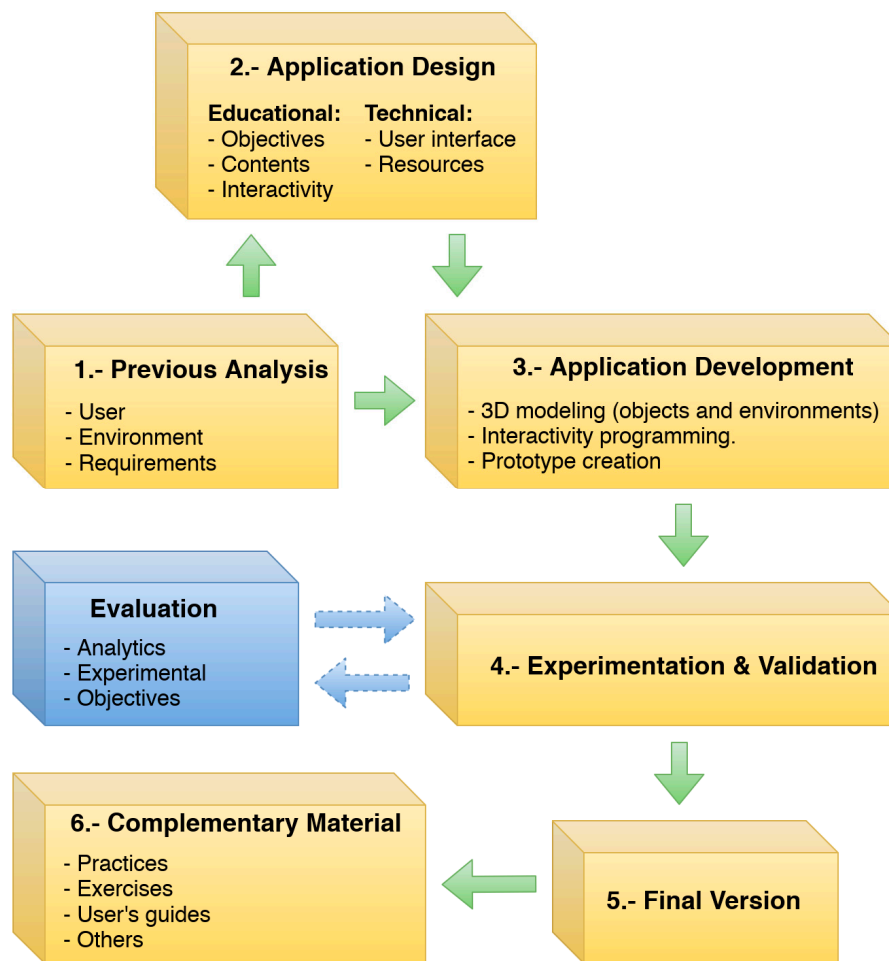 2.- Application Design
Educational:
- Objectives
- Contents
- Interactivity
Technical:
- User interface
- Resources
1.- Previous Analysis
- User
- Environment
- Requirements
3.- Application Development
- 3D modeling (objects and environments)
- Interactivity programming.
- Prototype creation
Evaluation
- Analytics
- Experimental
- Objectives
4.- Experimentation & Validation
6.- Complementary Material
- Practices
- Exercises
- User's guides
- Others
5.- Final Version